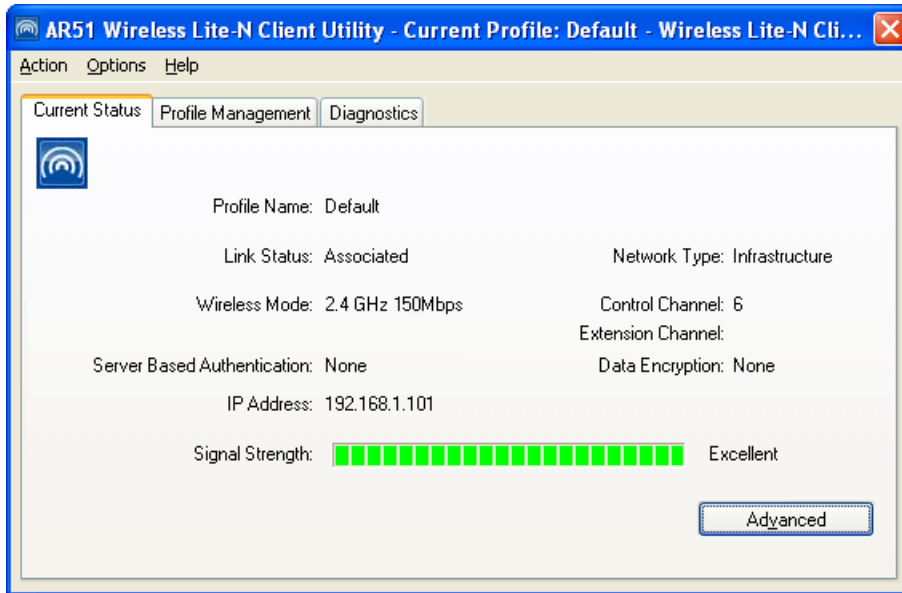 AR51 Wireless Lite-N Client Utility - Current Profile: Default - Wireless Lite-N Cli...
Action Options Help
Current Status Profile Management Diagnostics
Profile Name: Default
Link Status: Associated Network Type: Infrastructure
Wireless Mode: 2.4 GHz 150Mbps Control Channel: 6
Extension Channel:
Server Based Authentication: None Data Encryption: None
IP Address: 192.168.1.101
Signal Strength: Excellent
Advanced